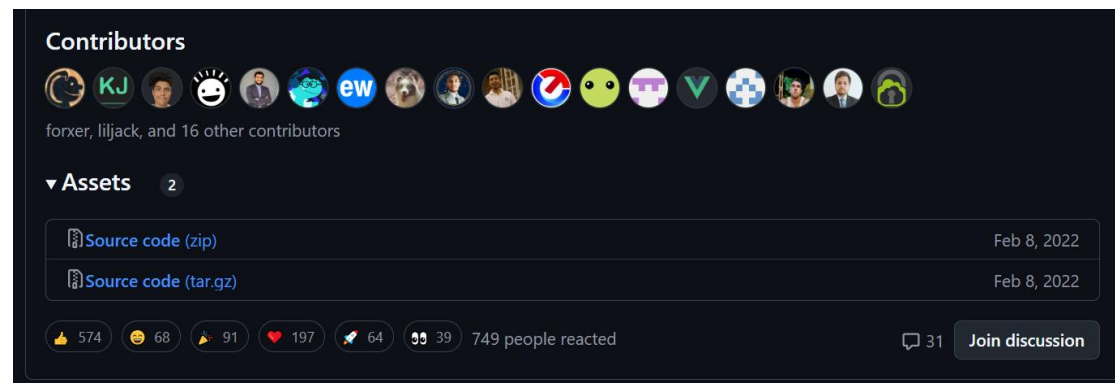 Contributors
KJ ew
forxer, liljack, and 16 other contributors
Assets 2
Source code (zip) Feb 8, 2022
Source code (tar.gz) Feb 8, 2022
574 68 91 197 64 39 749 people reacted 31 Join discussion